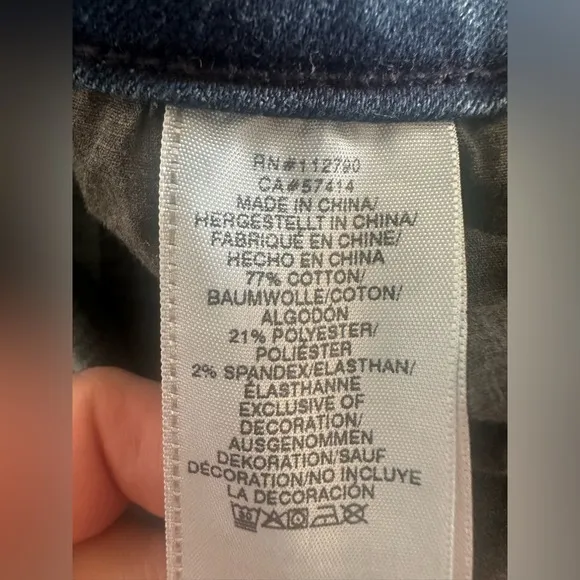 RN#112790
CA#57414
MADE IN CHINA/
HERGESTELLT IN CHINA/
FABRIQUÉ EN CHINE/
HECHO EN CHINA
77% COTTON/
BAUMWOLLE/COTON/
ALGODÓN
21% POLYESTER/
POLIÉSTER
2% SPANDEX/ELASTHAN/
ÉLASTHANNE
EXCLUSIVE OF
DECORATION/
AUSGENOMMEN
DEKORATION/SAUF
DÉCORATION/NO INCLUYE
LA DECORACIÓN
30